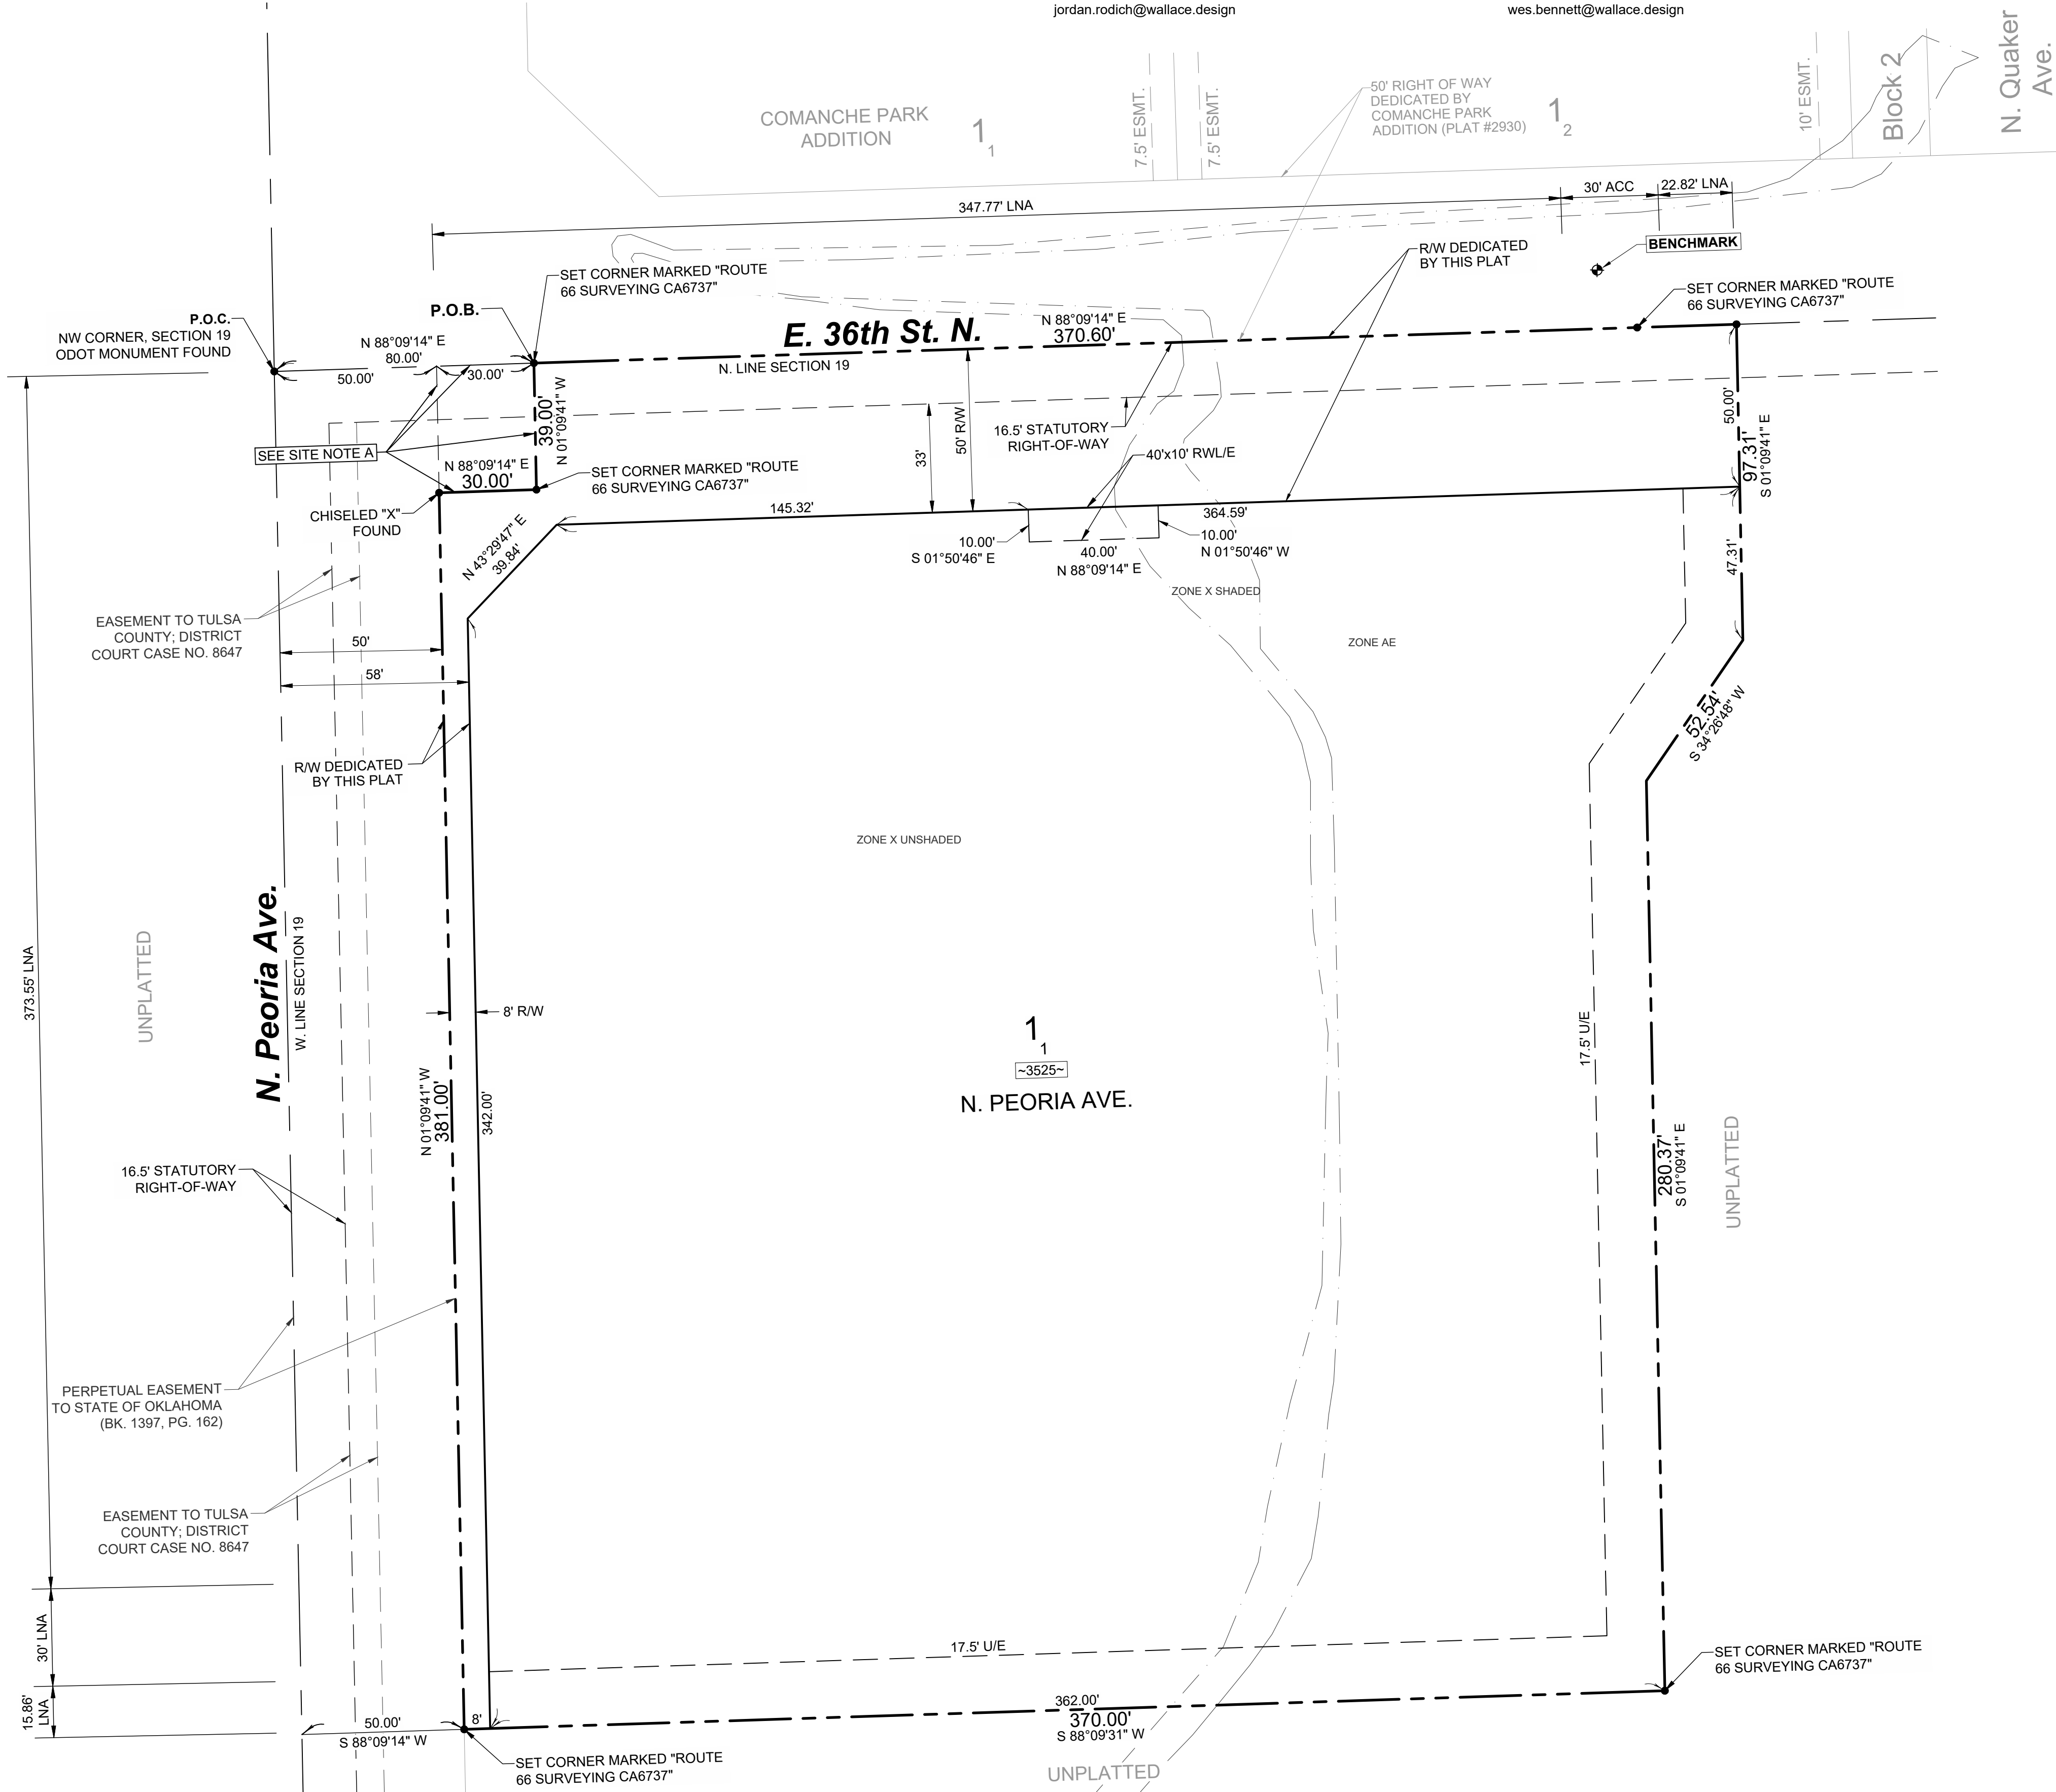 jordan.rodich@wallace.design
wes.bennett@wallace.design
N. Quaker
Ave.
Block 2
10' ESMT.
COMANCHE PARK
ADDITION
1
1
7.5' ESMT.
7.5' ESMT.
50' RIGHT OF WAY
DEDICATED BY
COMANCHE PARK
ADDITION (PLAT #2930)
1
2
347.77' LNA
30' ACC
22.82' LNA
BENCHMARK
R/W DEDICATED
BY THIS PLAT
SET CORNER MARKED "ROUTE
66 SURVEYING CA6737"
SET CORNER MARKED "ROUTE
66 SURVEYING CA6737"
P.O.B.
P.O.C.
NW CORNER, SECTION 19
ODOT MONUMENT FOUND
N 88°09'14" E
80.00'
50.00'
30.00'
E. 36th St. N.
N 88°09'14" E
370.60'
N. LINE SECTION 19
39.00'
N 01°09'41" W
SEE SITE NOTE A
N 88°09'14" E
30.00'
SET CORNER MARKED "ROUTE
66 SURVEYING CA6737"
CHISELED "X"
FOUND
33'
50' R/W
16.5' STATUTORY
RIGHT-OF-WAY
40'x10' RWL/E
50.00'
97.31'
S 01°09'41" E
47.31'
145.32'
364.59'
10.00'
S 01°50'46" E
40.00'
N 88°09'14" E
10.00'
N 01°50'46" W
N 43°29'47" E
39.84'
ZONE X SHADED
ZONE AE
EASEMENT TO TULSA
COUNTY; DISTRICT
COURT CASE NO. 8647
50'
58'
52.54'
S 34°26'48" W
R/W DEDICATED
BY THIS PLAT
ZONE X UNSHADED
373.55' LNA
UNPLATTED
N. Peoria Ave.
W. LINE SECTION 19
8' R/W
N 01°09'41" W
381.00'
342.00'
1
1
~3525~
N. PEORIA AVE.
17.5' U/E
280.37'
S 01°09'41" E
UNPLATTED
16.5' STATUTORY
RIGHT-OF-WAY
PERPETUAL EASEMENT
TO STATE OF OKLAHOMA
(BK. 1397, PG. 162)
EASEMENT TO TULSA
COUNTY; DISTRICT
COURT CASE NO. 8647
30' LNA
15.86'
LNA
17.5' U/E
SET CORNER MARKED "ROUTE
66 SURVEYING CA6737"
50.00'
S 88°09'14" W
8'
362.00'
370.00'
S 88°09'31" W
SET CORNER MARKED "ROUTE
66 SURVEYING CA6737"
UNPLATTED